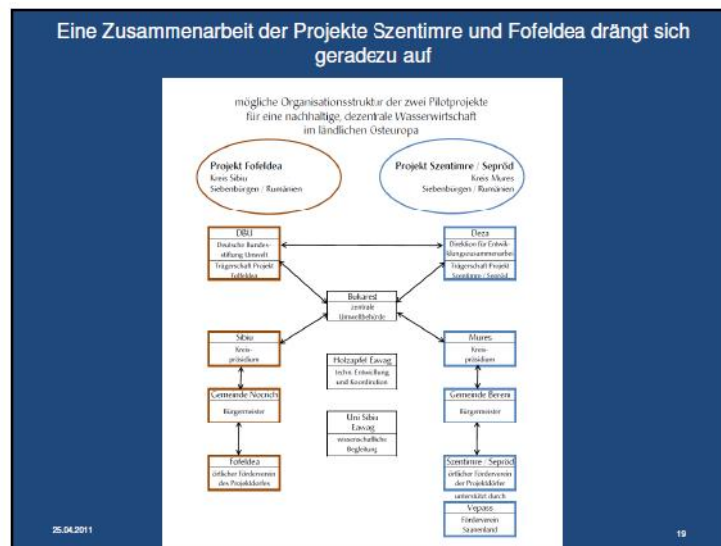 Eine Zusammenarbeit der Projekte Szentimre und Fofeldea drängt sich
geradezu auf
mögliche Organisationsstruktur der zwei Pilotprojekte
für eine nachhaltige, dezentrale Wasserwirtschaft
im ländlichen Osteuropa
Projekt Fofeldea
Kreis Sibiu
Siebenbürgen / Rumänien
Projekt Szentimre / Sepröd
Kreis Mures
Siebenbürgen / Rumänien
DBU
Deutsche Bundes-
stiftung Umwelt
Trägerschaft Projekt
Fofeldea
Deza
Direktion für Entwik-
klungszusammenarbei
Trägerschaft Projekt
Szentimre / Sepröd
Bukarest
zentrale
Umweltbehörde
Sibiu
Kreis-
präsidium
Mures
Kreis-
präsidium
Holzapfel Eawag
techn. Entwicklung
und Koordination
Gemeinde Nocrich
Bürgermeister
Gemeinde Bereni
Bürgermeister
Uni Sibiu
Eawag
wissenschaftliche
Begleitung
Fofeldea
örtlicher Förderverein
des Projektdorfes
Szentimre / Sepröd
örtlicher Förderverein
der Projektdörfer
unterstützt durch
Vepass
Förderverein
Saurenland
25.04.2011
19